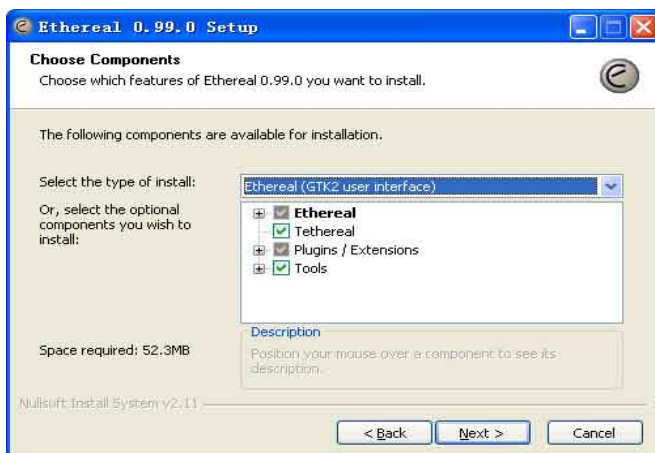 Ethereal 0.99.0 Setup
Choose Components
Choose which features of Ethereal 0.99.0 you want to install.
The following components are available for installation.
Select the type of install:
Ethereal (GTK2 user interface)
Or, select the optional
components you wish to
install:
Ethereal
Tethereal
Plugins / Extensions
Tools
Space required: 52.3MB
Description
Position your mouse over a component to see its
description.
Nullsoft Install System v2.11
< Back
Next >
Cancel